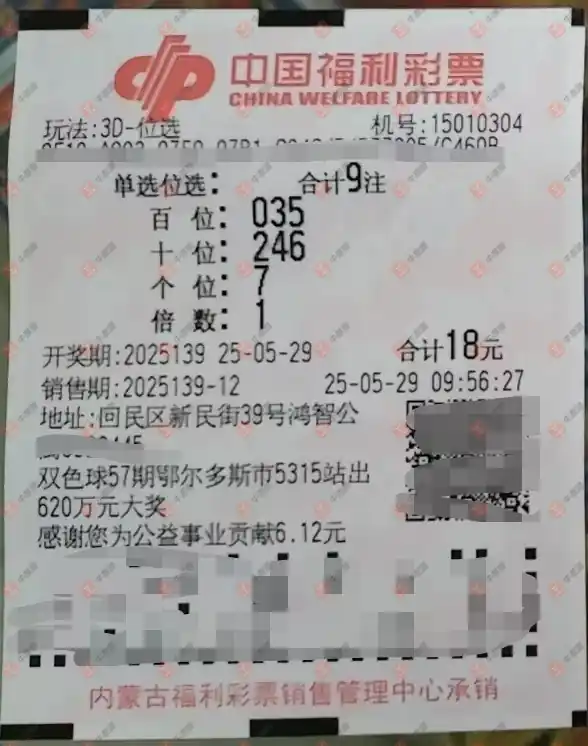 中国福利彩票
CHINA WELFARE LOTTERY
玩法:3D-位选 机号:15010304
单选位选: 合计9注
百位: 035
十位: 246
个位: 7
倍数: 1
开奖期:2025139 25-05-29 合计18元
销售期:2025139-12 25-05-29 09:56:27
地址:回民区新民街39号鸿智公
双色球57期鄂尔多斯市5315站出
620万元大奖
感谢您为公益事业贡献6.12元
内蒙古福利彩票销售管理中心承销